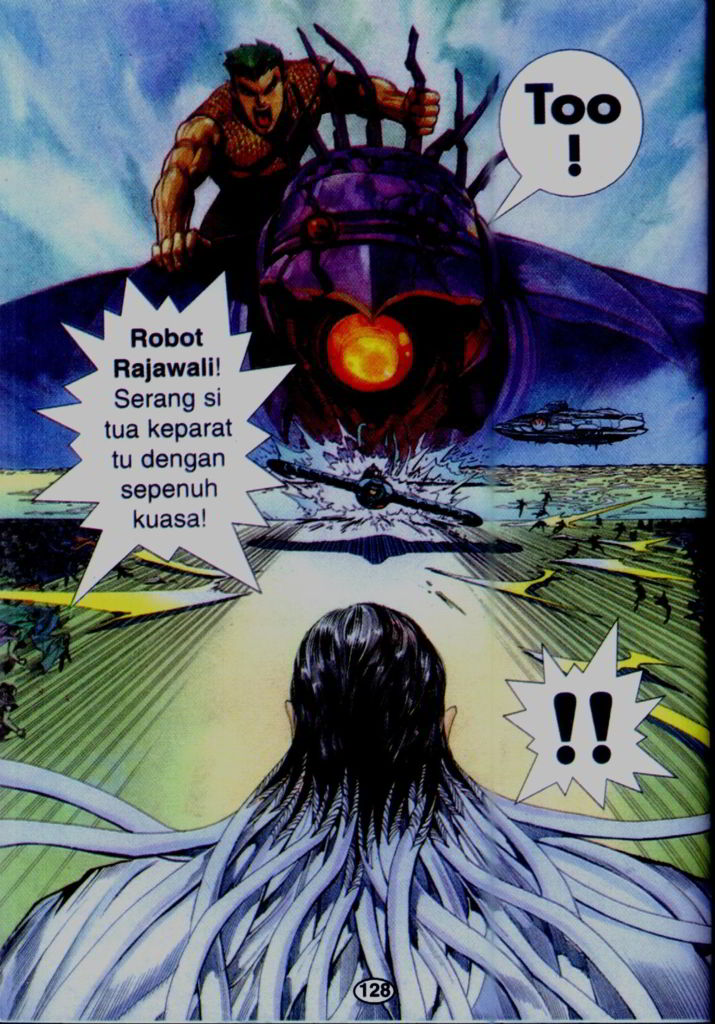 Too
!
Robot
Rajawali!
Serang si
tua keparat
tu dengan
sepenuh
kuasa!
!!
128